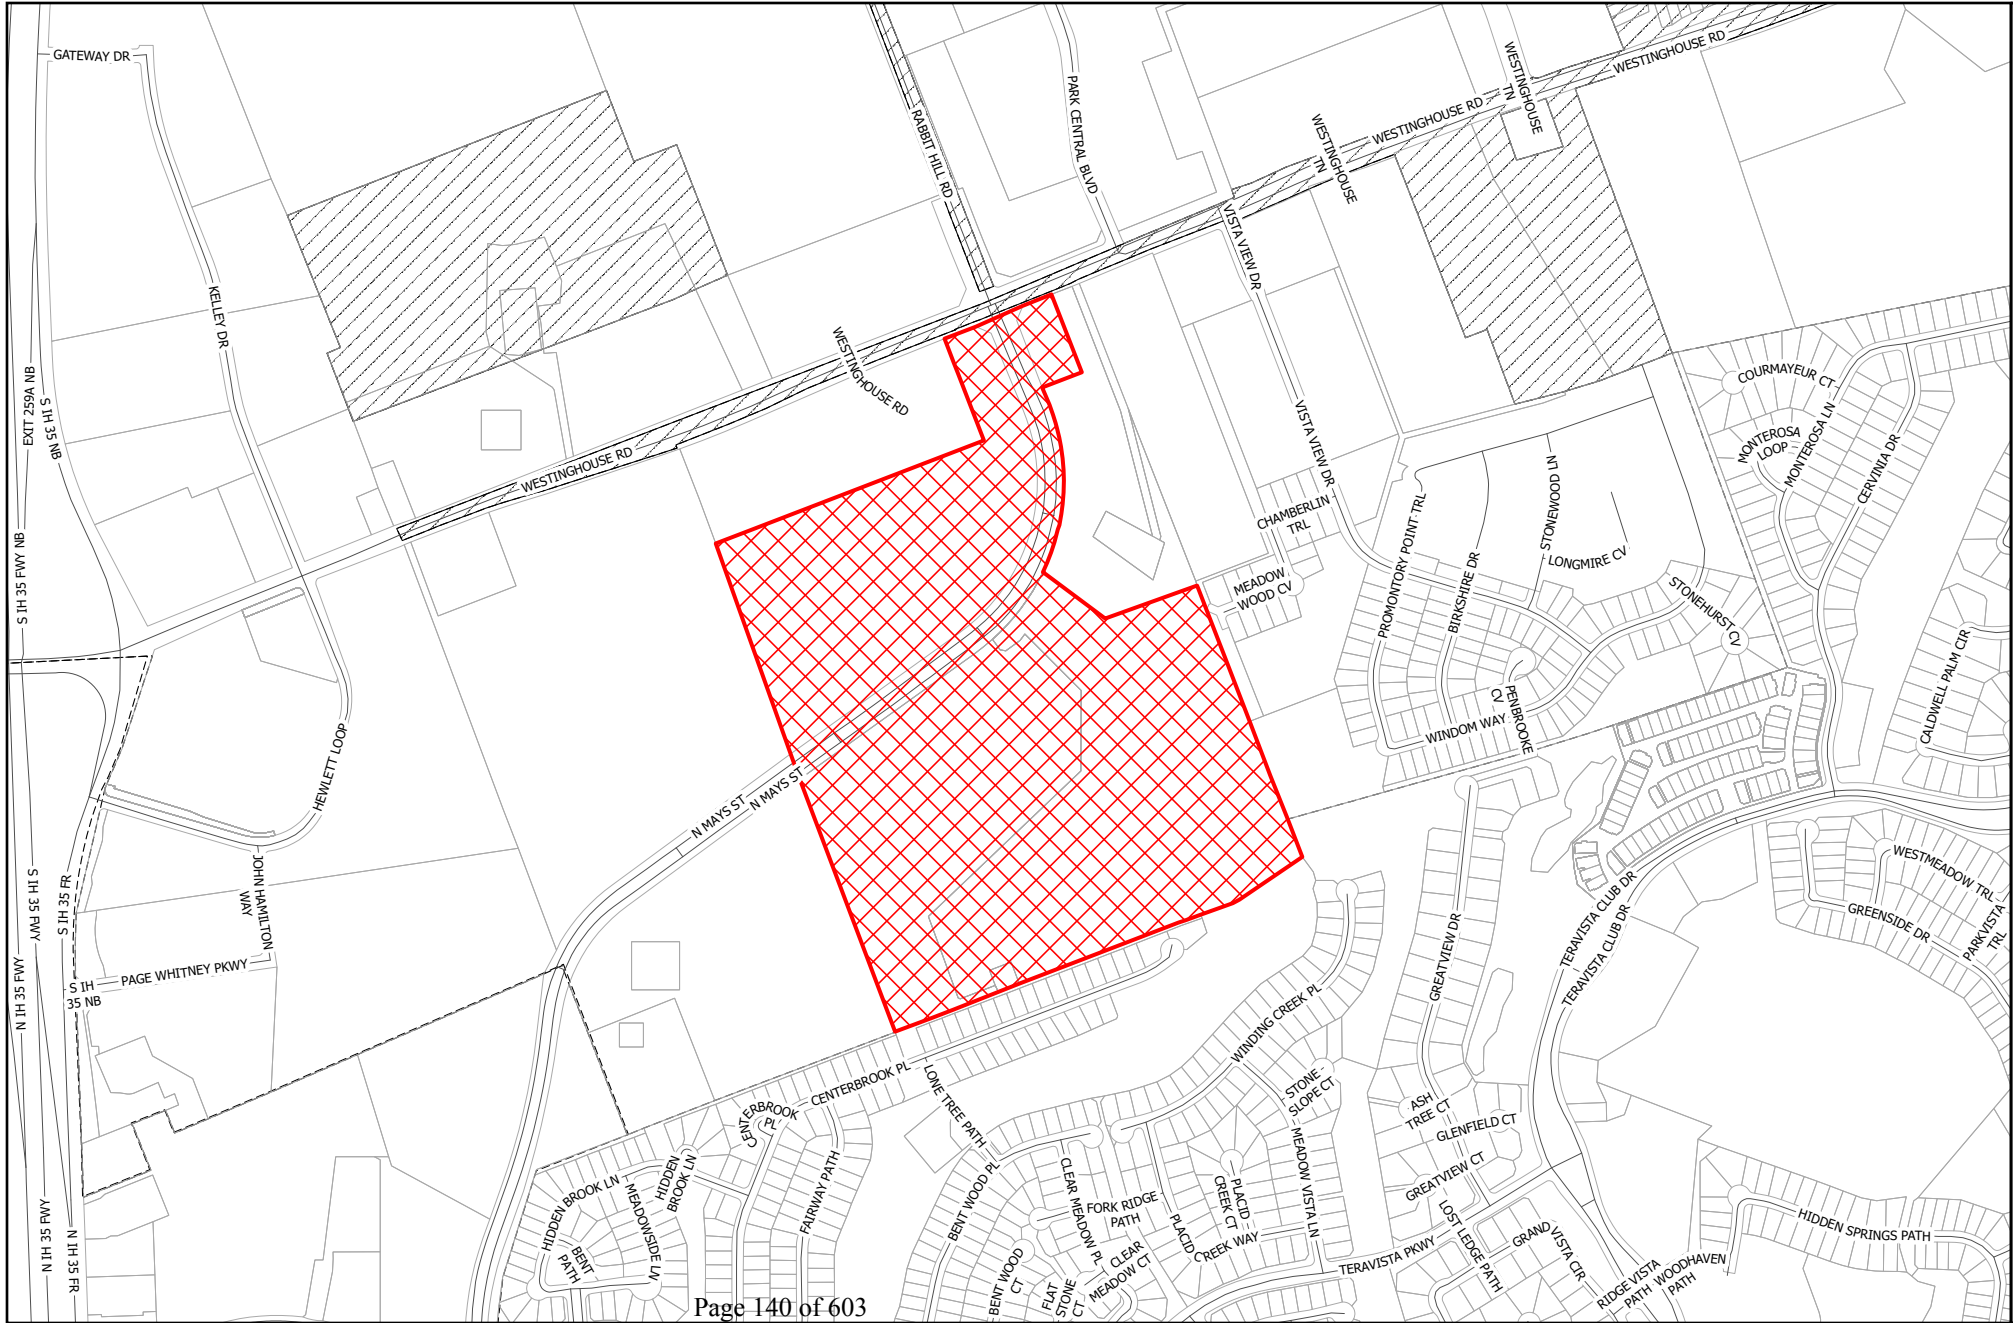 GATEWAY DR
KELLEY DR
RABBIT HILL RD
PARK CENTRAL BLVD
WESTINGHOUSE RD
WESTINGHOUSE
TN
WESTINGHOUSE RD
WESTINGHOUSE
TN
VISTA VIEW DR
EXIT 259A NB
S IH 35 NB
S IH 35 FWY NB
WESTINGHOUSE RD
WESTINGHOUSE RD
VISTA VIEW DR
CHAMBERLIN
TRL
MEADOW
WOOD CV
PROMONTORY POINT TRL
BIRKSHIRE DR
STONEWOOD LN
LONGMIRE CV
STONEHURST CV
PENBROOKE
CV
WINDOM WAY
COURMAYEUR CT
MONTEROSA
LOOP
MONTEROSA LN
CERVINIA DR
CALDWELL PALM CIR
HEWLETT LOOP
N MAYS ST
N MAYS ST
JOHN HAMILTON
WAY
PAGE WHITNEY PKWY
S IH
35 NB
S IH 35 FR
S IH 35 FWY
N IH 35 FWY
N IH 35 FWY
N IH 35 FR
WESTMEADOW TRL
GREENSIDE DR
PARKVISTA
TRL
TERAVISTA CLUB DR
TERAVISTA CLUB DR
GREATVIEW DR
WINDING CREEK PL
STONE
SLOPE CT
ASH
TREE CT
GLENFIELD CT
GREATVIEW CT
CENTERBROOK PL
CENTERBROOK
PL
LONE TREE PATH
HIDDEN BROOK LN
HIDDEN
BROOK LN
MEADOWSIDE LN
BENT
PATH
FAIRWAY PATH
BENT WOOD PL
CLEAR MEADOW PL
FORK RIDGE
PATH
PLACID
CREEK CT
PLACID
CREEK WAY
MEADOW VISTA LN
CLEAR
MEADOW CT
BENT WOOD
CT
FLAT
STONE
CT
TERAVISTA PKWY
LOST LEDGE PATH
GRAND VISTA CIR
RIDGE VISTA
PATH
WOODHAVEN
PATH
HIDDEN SPRINGS PATH
Page 140 of 603